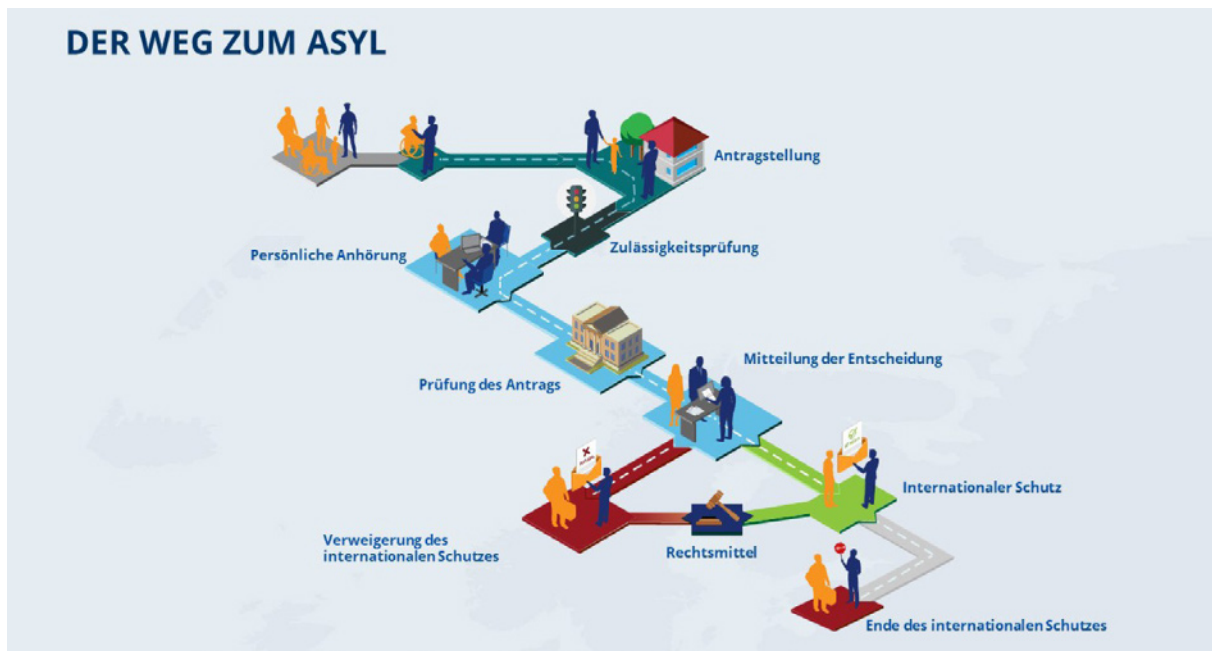 DER WEG ZUM ASYL
Antragstellung
Zulässigkeitsprüfung
Persönliche Anhörung
Prüfung des Antrags
Mitteilung der Entscheidung
Internationaler Schutz
Verweigerung des
internationalen Schutzes
Rechtsmittel
Ende des internationalen Schutzes